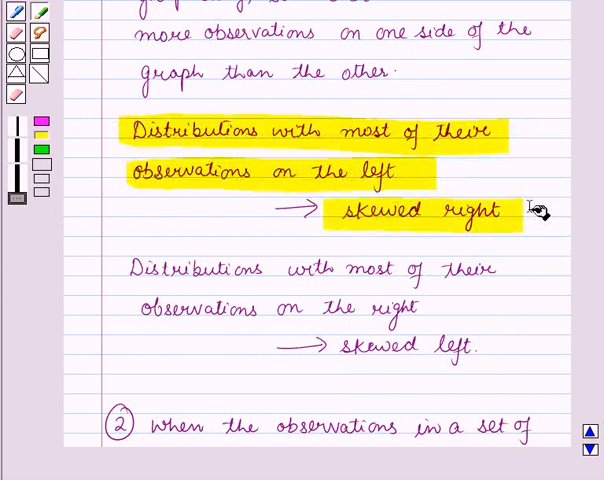 more observations on one side of the
graph than the other.
Distributions with most of their
observations on the left
→ skewed right
Distributions with most of their
observations on the right
→ skewed left.
② when the observations in a set of